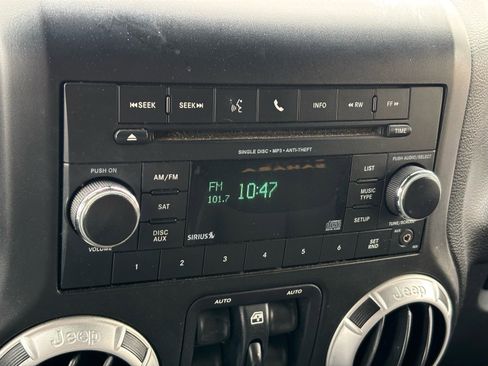 ⏮SEEK SEEK⏭ INFO ◂◂ RW FF ▸▸
TIME
SINGLE DISC • MP3 • ANTI-THEFT
PUSH ON PUSH AUDIO/SELECT
AM/FM LIST
FM 10:47
101.7
SAT MUSIC TYPE
SETUP
DISC AUX
SIRIUS
VOLUME TUNE/SCROLL
AUX
1 2 3 4 5 6 SET RND
AUTO AUTO
Jeep Jeep